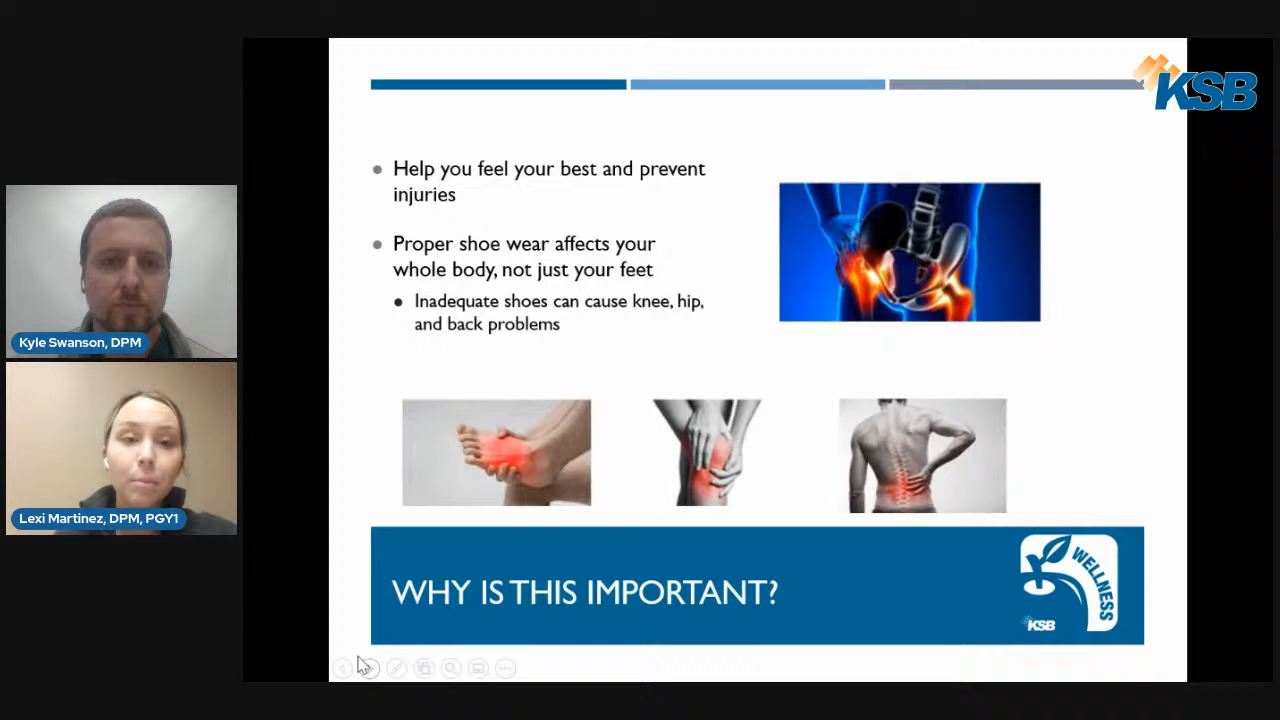 KSB
Help you feel your best and prevent
injuries
Proper shoe wear affects your
whole body, not just your feet
Inadequate shoes can cause knee, hip,
and back problems
Kyle Swanson, DPM
Lexi Martinez, DPM, PGY1
WHY IS THIS IMPORTANT?
WELLNESS
KSB